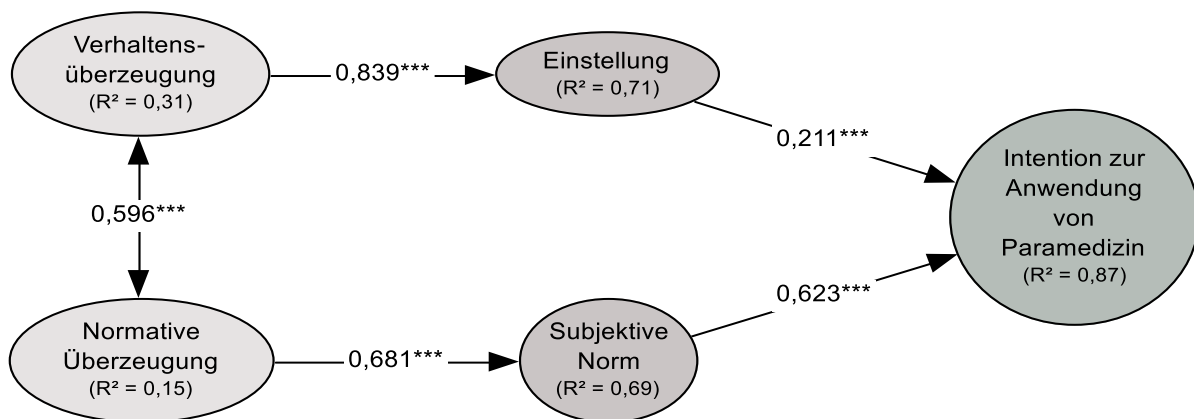 Verhaltens-
überzeugung
(R² = 0,31)
0,839***
Einstellung
(R² = 0,71)
0,211***
Intention zur
Anwendung
von
Paramedizin
(R² = 0,87)
0,596***
Normative
Überzeugung
(R² = 0,15)
0,681***
Subjektive
Norm
(R² = 0,69)
0,623***